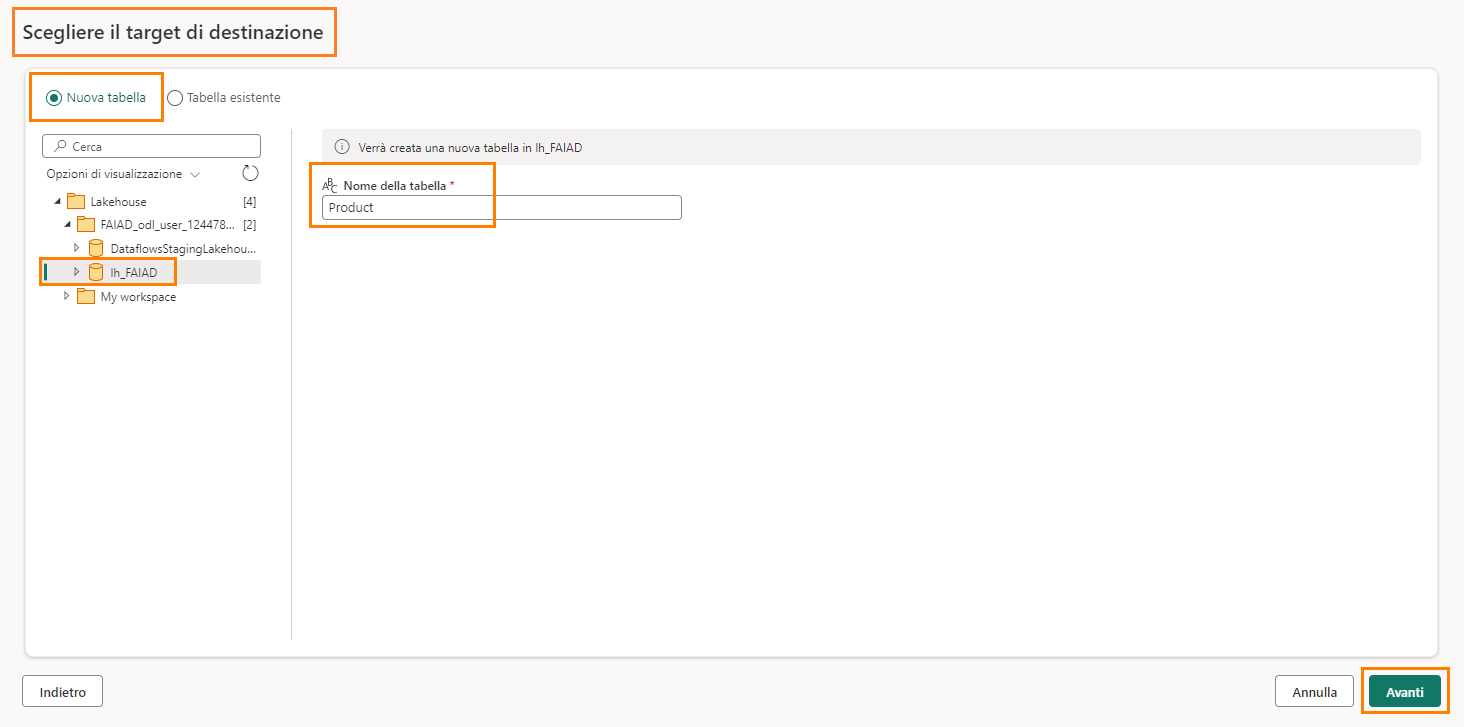 Scegliere il target di destinazione
Nuova tabella
Tabella esistente
Cerca
Opzioni di visualizzazione
Lakehouse [4]
FAIAD_odl_user_124478... [2]
DataflowsStagingLakehou...
lh_FAIAD
My workspace
Verrà creata una nuova tabella in lh_FAIAD
ABC Nome della tabella *
Product
Indietro
Annulla
Avanti